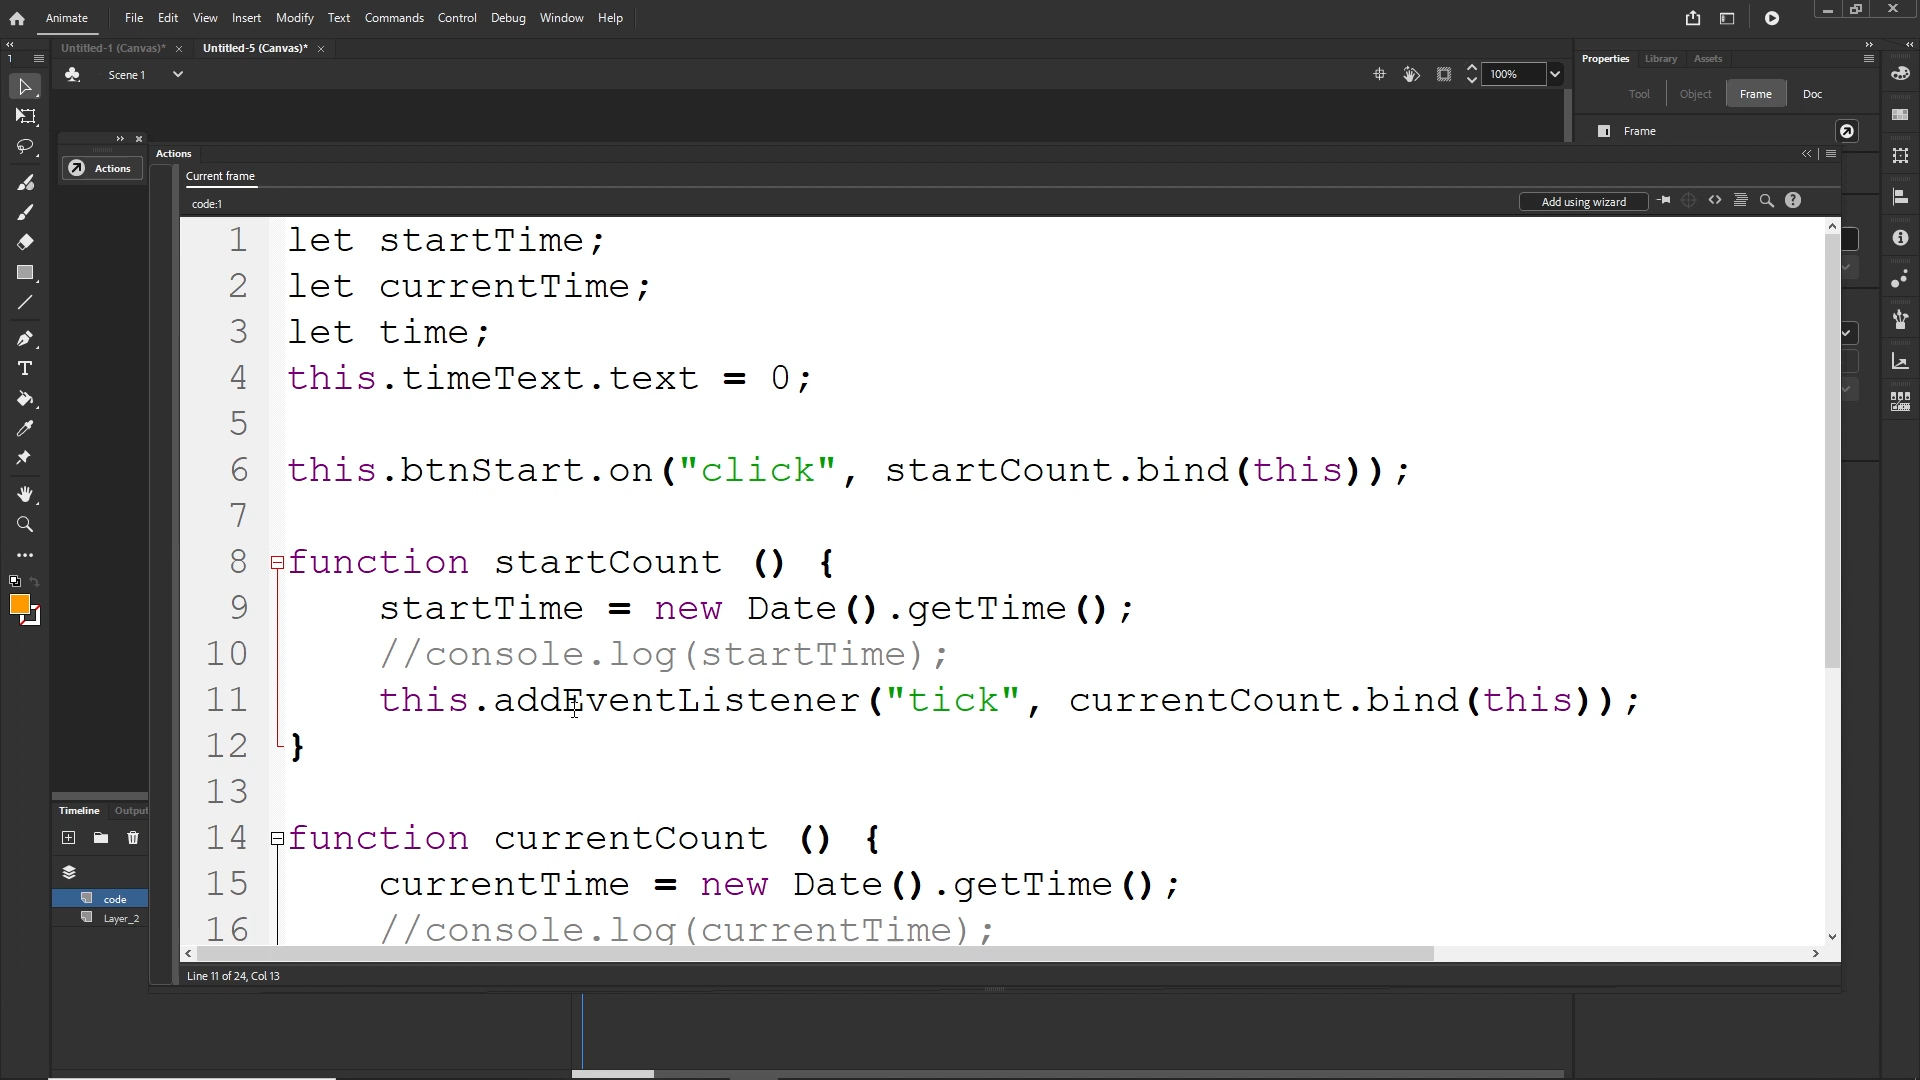 Animate File Edit View Insert Modify Text Commands Control Debug Window Help
Untitled-1 (Canvas)* Untitled-5 (Canvas)*
Scene 1
100%
Properties Library Assets
Tool Object Frame Doc
Frame
Actions
Actions
Current frame
code:1
Add using wizard
1 let startTime;
2 let currentTime;
3 let time;
4 this.timeText.text = 0;
5
6 this.btnStart.on("click", startCount.bind(this));
7
8 function startCount () {
9 startTime = new Date().getTime();
10 //console.log(startTime);
11 this.addEventListener("tick", currentCount.bind(this));
12 }
13
14 function currentCount () {
15 currentTime = new Date().getTime();
16 //console.log(currentTime);
Line 11 of 24, Col 13
Timeline Output
code
Layer_2